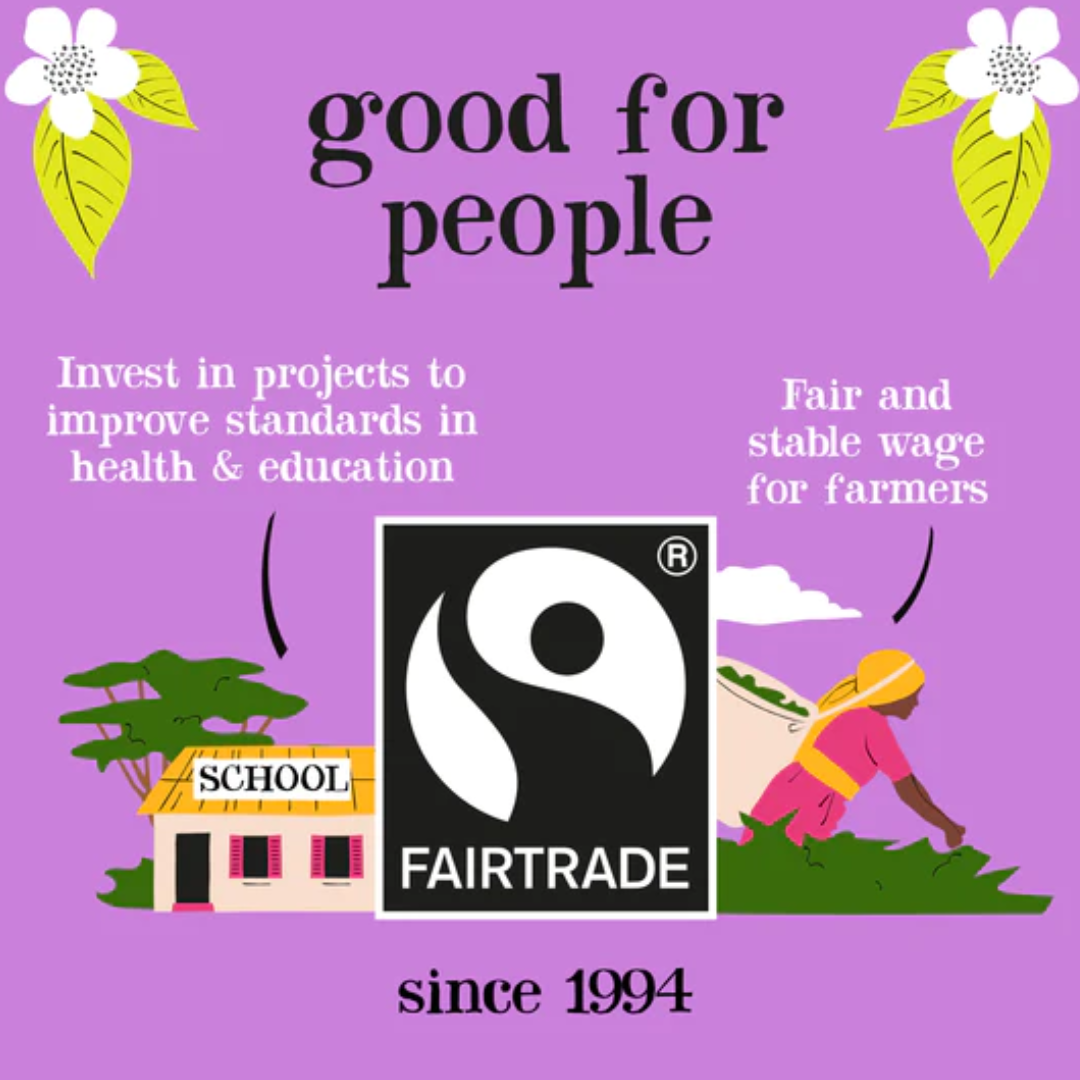 good for
people
Invest in projects to
improve standards in
health & education
Fair and
stable wage
for farmers
®
SCHOOL
FAIRTRADE
since 1994